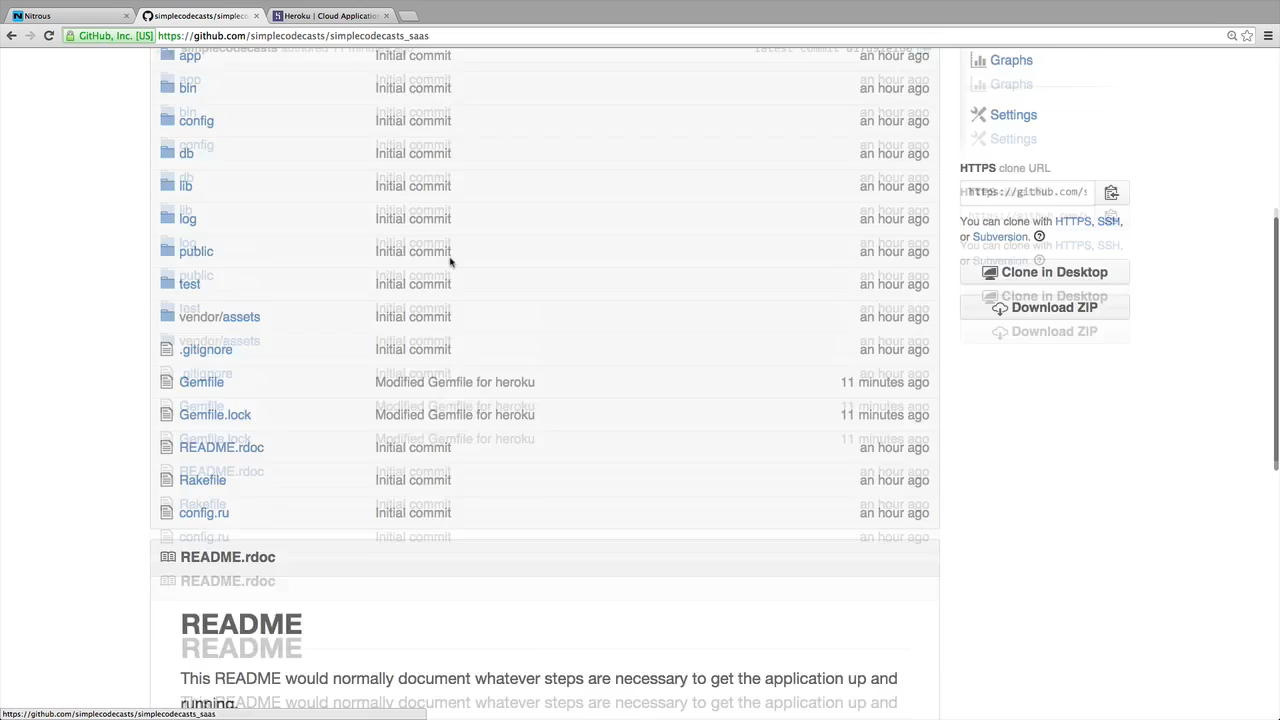 Nitrous
simplecodecasts/simpleco
Heroku | Cloud Applicatio
GitHub, Inc. [US] https://github.com/simplecodecasts/simplecodecasts_saas
app Initial commit an hour ago
bin Initial commit an hour ago
config Initial commit an hour ago
db Initial commit an hour ago
lib Initial commit an hour ago
log Initial commit an hour ago
public Initial commit an hour ago
test Initial commit an hour ago
vendor/assets Initial commit an hour ago
.gitignore Initial commit an hour ago
Gemfile Modified Gemfile for heroku 11 minutes ago
Gemfile.lock Modified Gemfile for heroku 11 minutes ago
README.rdoc Initial commit an hour ago
Rakefile Initial commit an hour ago
config.ru Initial commit an hour ago
README.rdoc
README
This README would normally document whatever steps are necessary to get the application up and
running.
Graphs
Settings
HTTPS clone URL
https://github.com/s
You can clone with HTTPS, SSH,
or Subversion.
Clone in Desktop
Download ZIP
https://github.com/simplecodecasts/simplecodecasts_saas